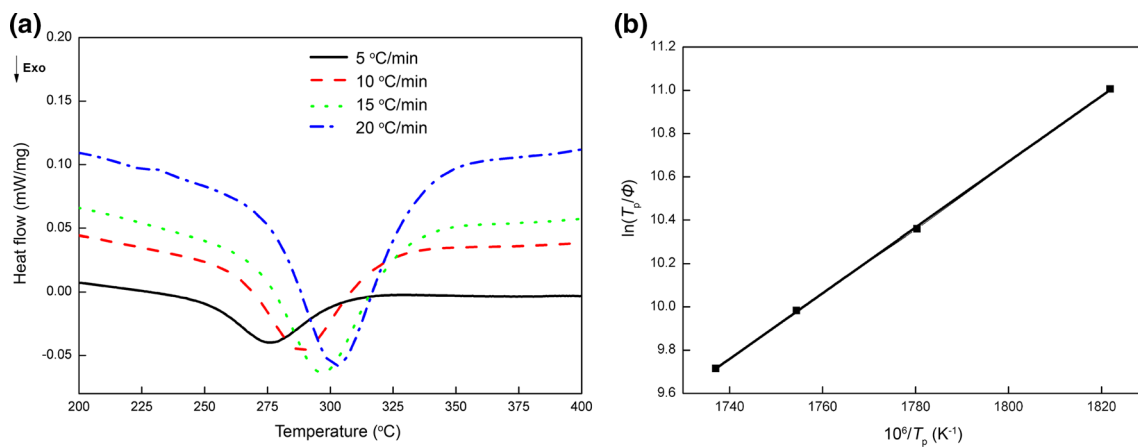 (a)
Exo
5 °C/min
10 °C/min
15 °C/min
20 °C/min
0.20
0.15
0.10
0.05
0.00
-0.05
Heat flow (mW/mg)
200 225 250 275 300 325 350 375 400
Temperature (°C)
(b)
11.2
11.0
10.8
10.6
10.4
10.2
10.0
9.8
9.6
ln(Tp/Φ)
1740 1760 1780 1800 1820
10⁶/Tp (K⁻¹)